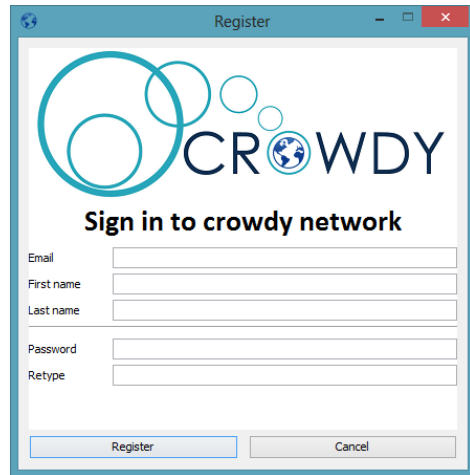 Register
CROWDY
Sign in to crowdy network
Email
First name
Last name
Password
Retype
Register Cancel